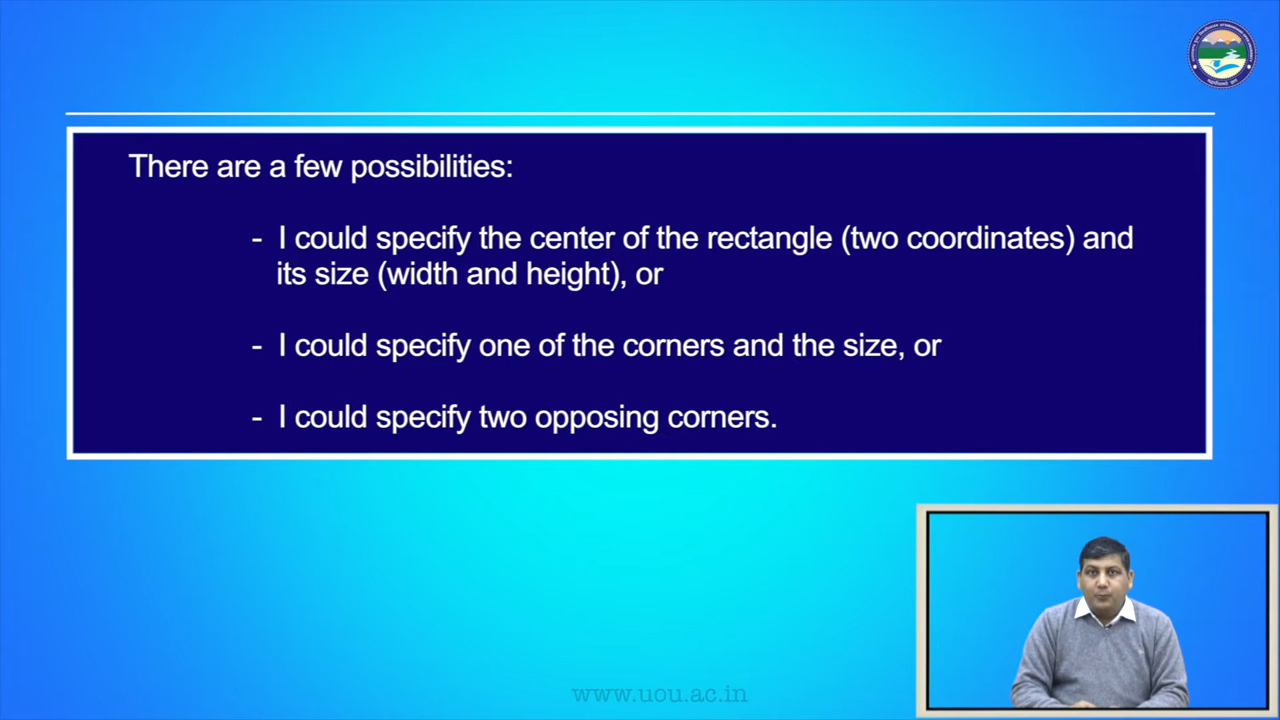 There are a few possibilities:
- I could specify the center of the rectangle (two coordinates) and
its size (width and height), or
- I could specify one of the corners and the size, or
- I could specify two opposing corners.
www.uou.ac.in